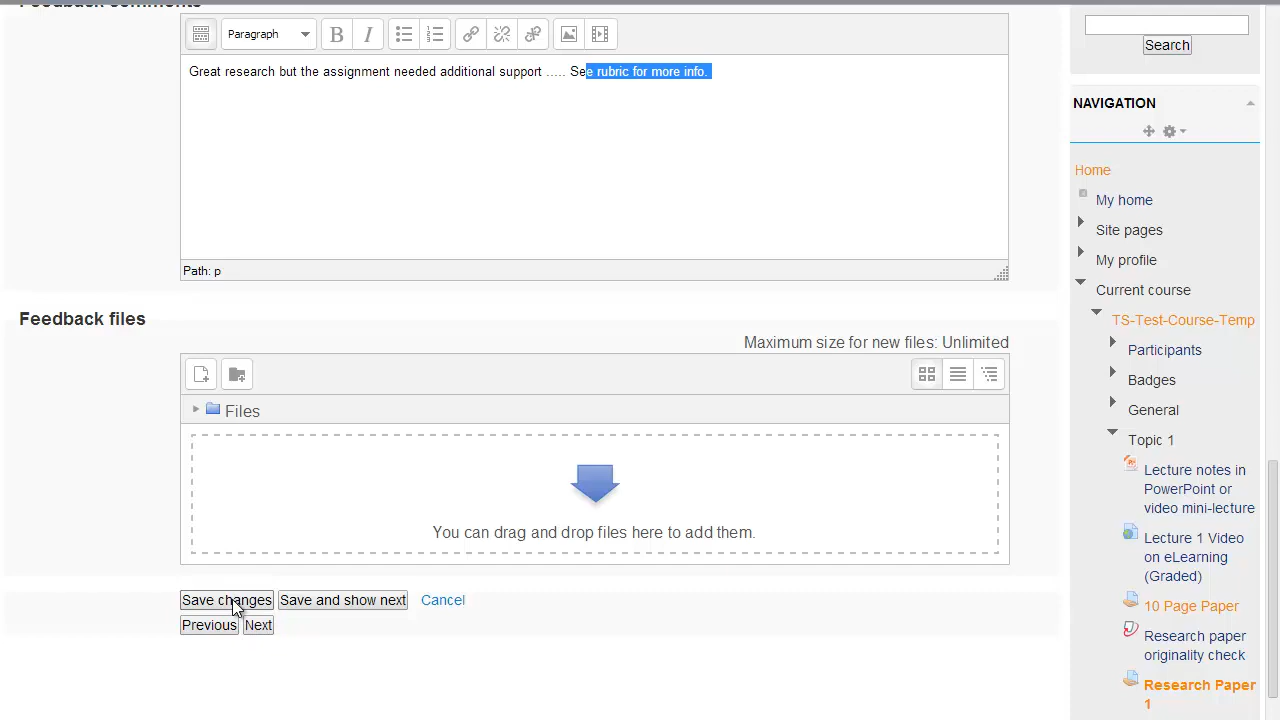 Feedback comments
Paragraph
B I
Great research but the assignment needed additional support ..... See rubric for more info.
Path: p
Feedback files
Maximum size for new files: Unlimited
Files
You can drag and drop files here to add them.
Save changes Save and show next Cancel
Previous Next
Search
NAVIGATION
Home
My home
Site pages
My profile
Current course
TS-Test-Course-Temp
Participants
Badges
General
Topic 1
Lecture notes in
PowerPoint or
video mini-lecture
Lecture 1 Video
on eLearning
(Graded)
10 Page Paper
Research paper
originality check
Research Paper
1